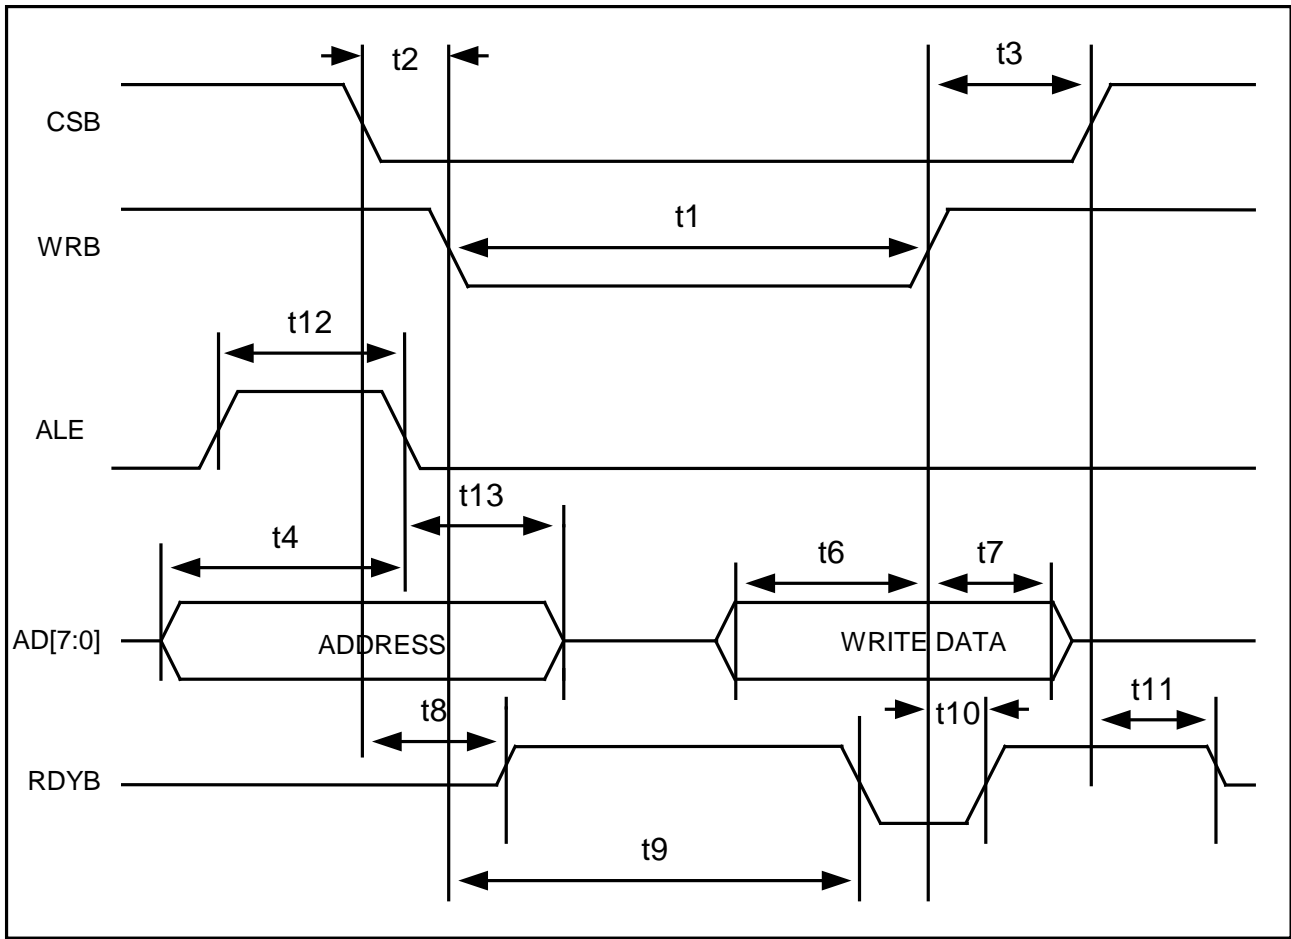 t2
t3
CSB
t1
WRB
t12
ALE
t13
t4
t6
t7
AD[7:0]
ADDRESS
WRITE DATA
t8
t10
t11
RDYB
t9